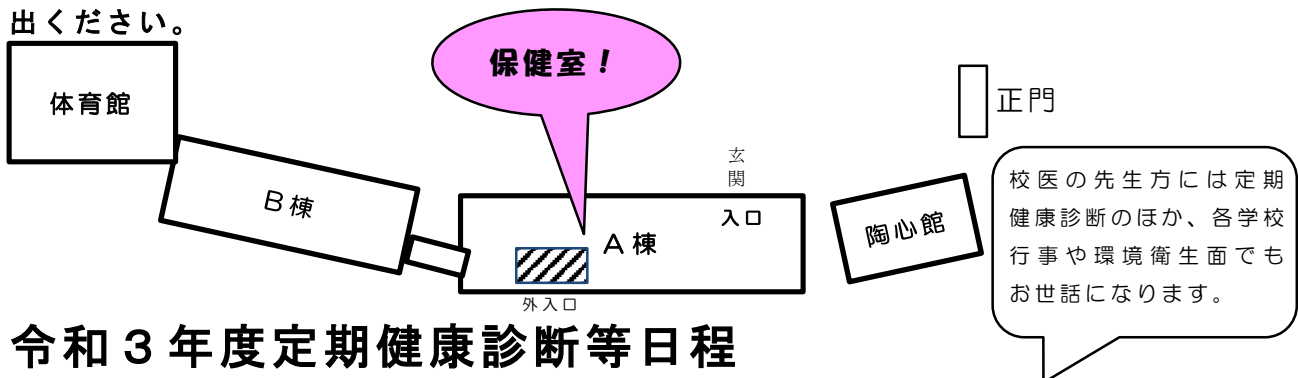 出ください。
保健室！
体育館
正門
玄
関
校医の先生方には定期
健康診断のほか、各学校
行事や環境衛生面でも
お世話になります。
Ｂ棟
入口
Ａ棟
陶心館
外入口
令和３年度定期健康診断等日程